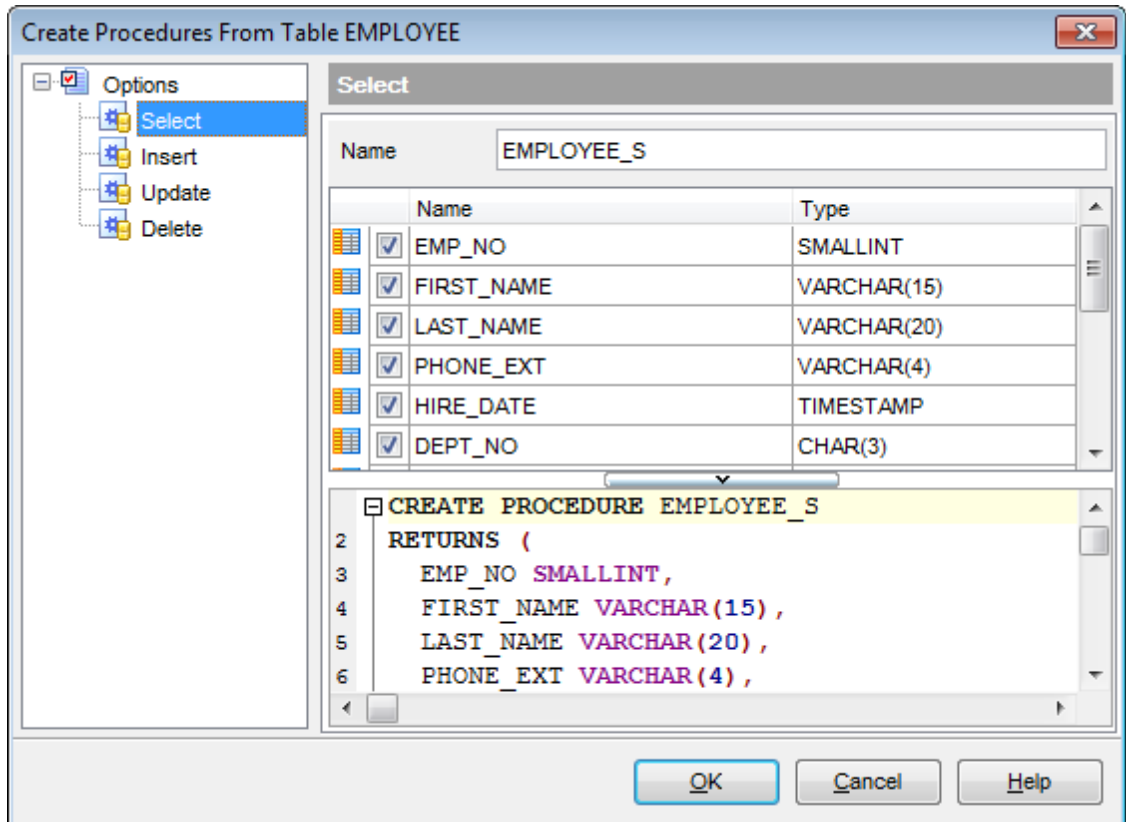 Create Procedures From Table EMPLOYEE
Options
Select
Insert
Update
Delete
Select
Name EMPLOYEE_S
Name Type
EMP_NO SMALLINT
FIRST_NAME VARCHAR(15)
LAST_NAME VARCHAR(20)
PHONE_EXT VARCHAR(4)
HIRE_DATE TIMESTAMP
DEPT_NO CHAR(3)
CREATE PROCEDURE EMPLOYEE_S
2 RETURNS (
3 EMP_NO SMALLINT,
4 FIRST_NAME VARCHAR(15),
5 LAST_NAME VARCHAR(20),
6 PHONE_EXT VARCHAR(4),
OK Cancel Help